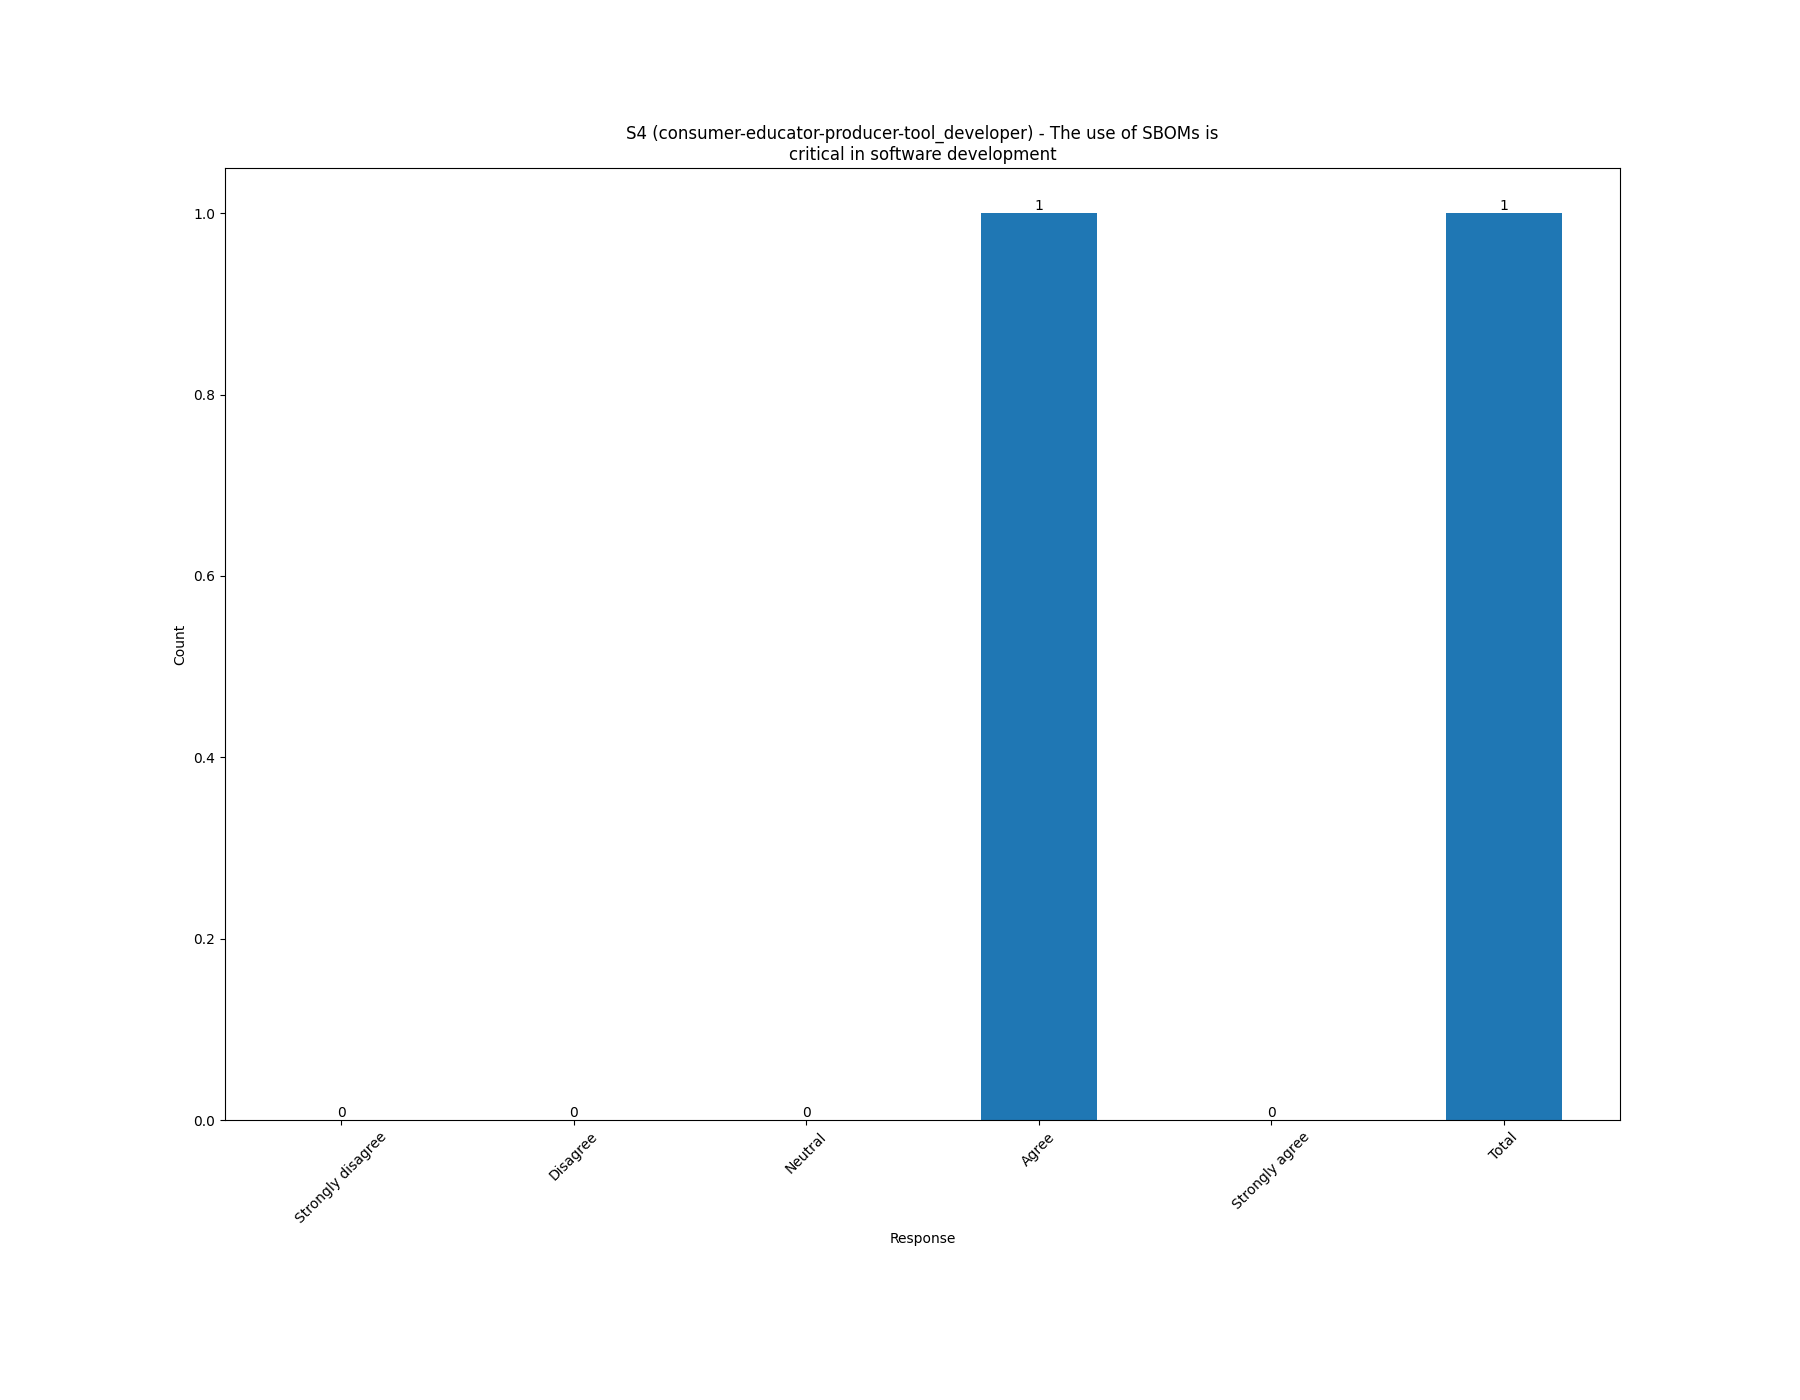 S4 (consumer-educator-producer-tool_developer) - The use of SBOMs is
critical in software development
1.0
0.8
0.6
0.4
0.2
0.0
Count
0
0
0
1
0
1
Strongly disagree
Disagree
Neutral
Agree
Strongly agree
Total
Response